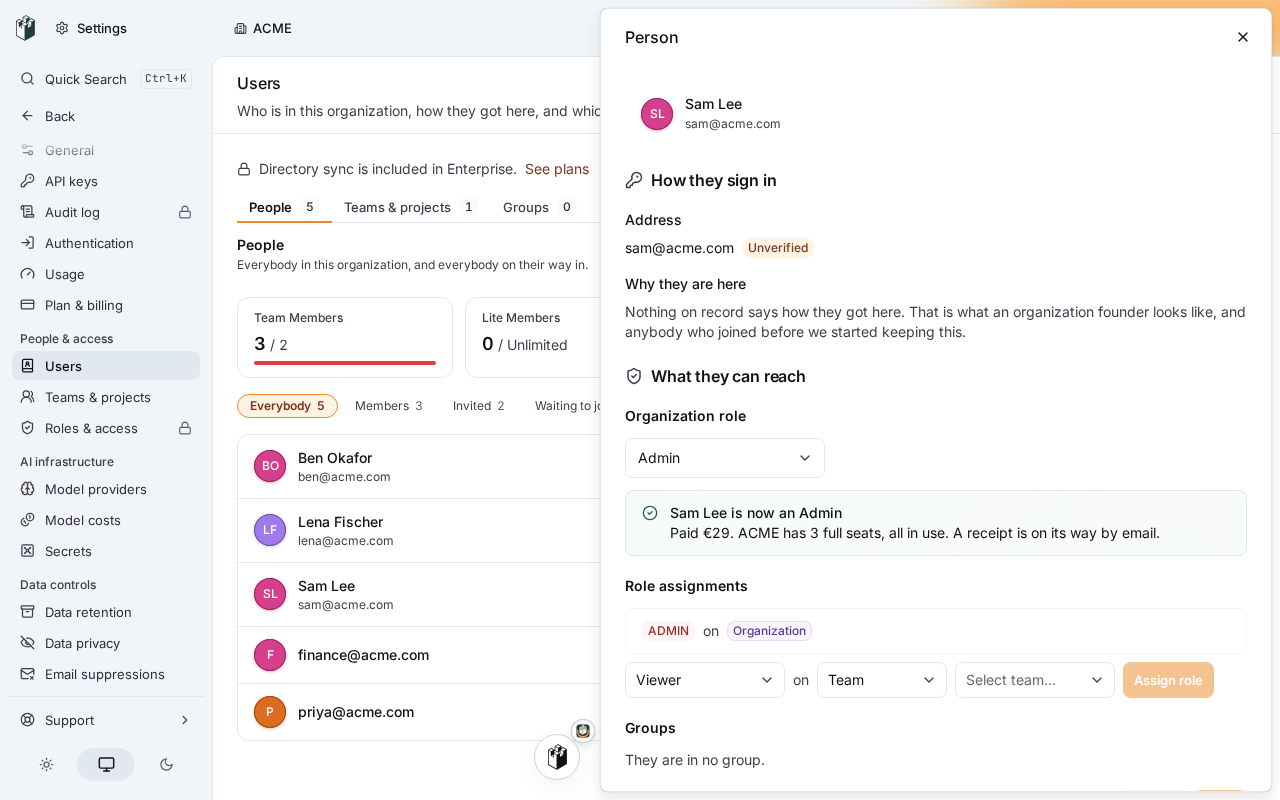 Settings
ACME
Quick Search Ctrl+K
Back
General
API keys
Audit log
Authentication
Usage
Plan & billing
People & access
Users
Teams & projects
Roles & access
AI infrastructure
Model providers
Model costs
Secrets
Data controls
Data retention
Data privacy
Email suppressions
Support
Users
Who is in this organization, how they got here, and
Directory sync is included in Enterprise. See plans
People 5
Teams & projects 1
Groups 0
People
Everybody in this organization, and everybody on their way in.
Team Members
3 / 2
Lite Members
0 / Unlimited
Everybody 5
Members 3
Invited 2
Waiting to
BO
Ben Okafor
ben@acme.com
LF
Lena Fischer
lena@acme.com
SL
Sam Lee
sam@acme.com
F
finance@acme.com
P
priya@acme.com
Person
SL
Sam Lee
sam@acme.com
How they sign in
Address
sam@acme.com Unverified
Why they are here
Nothing on record says how they got here. That is what an organization founder looks like, and
anybody who joined before we started keeping this.
What they can reach
Organization role
Admin
Sam Lee is now an Admin
Paid €29. ACME has 3 full seats, all in use. A receipt is on its way by email.
Role assignments
ADMIN on Organization
Viewer on Team Select team... Assign role
Groups
They are in no group.